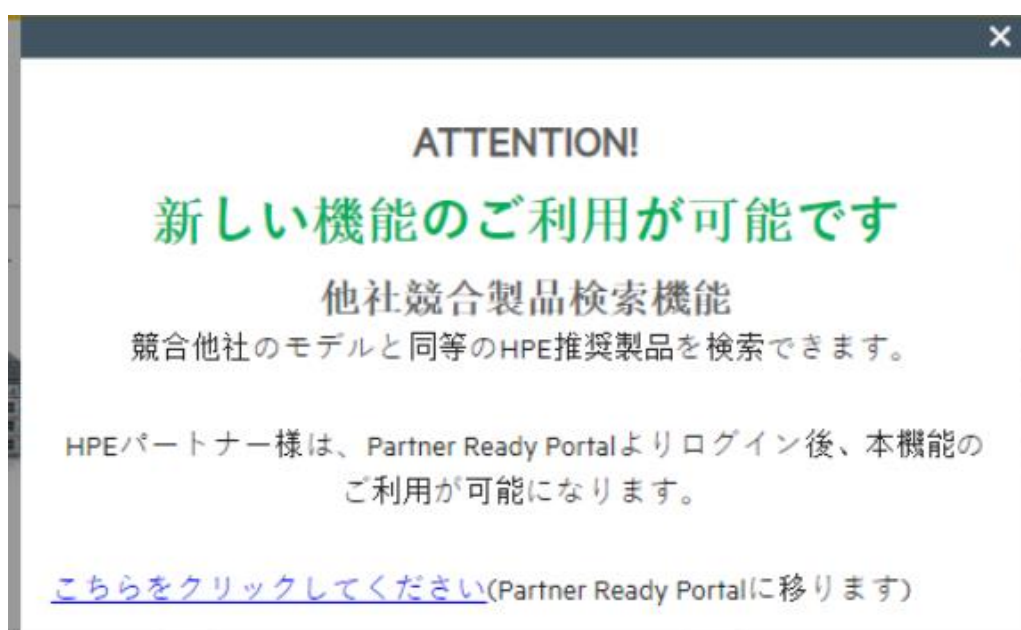 ATTENTION!
新しい機能のご利用が可能です
他社競合製品検索機能
競合他社のモデルと同等のHPE推奨製品を検索できます。
HPEパートナー様は、Partner Ready Portalよりログイン後、本機能の
ご利用が可能になります。
こちらをクリックしてください(Partner Ready Portalに移ります)